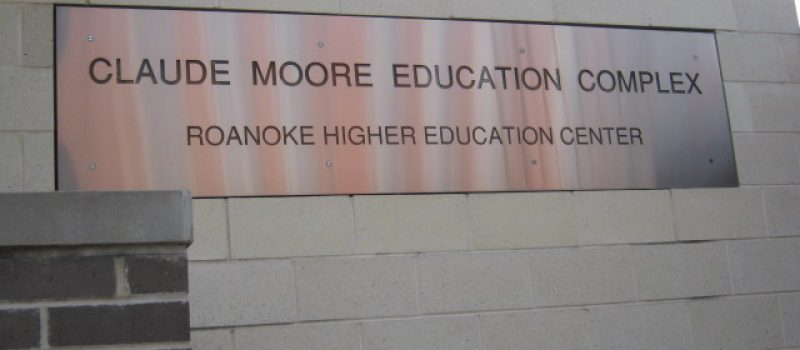 CLAUDE MOORE EDUCATION COMPLEX
ROANOKE HIGHER EDUCATION CENTER